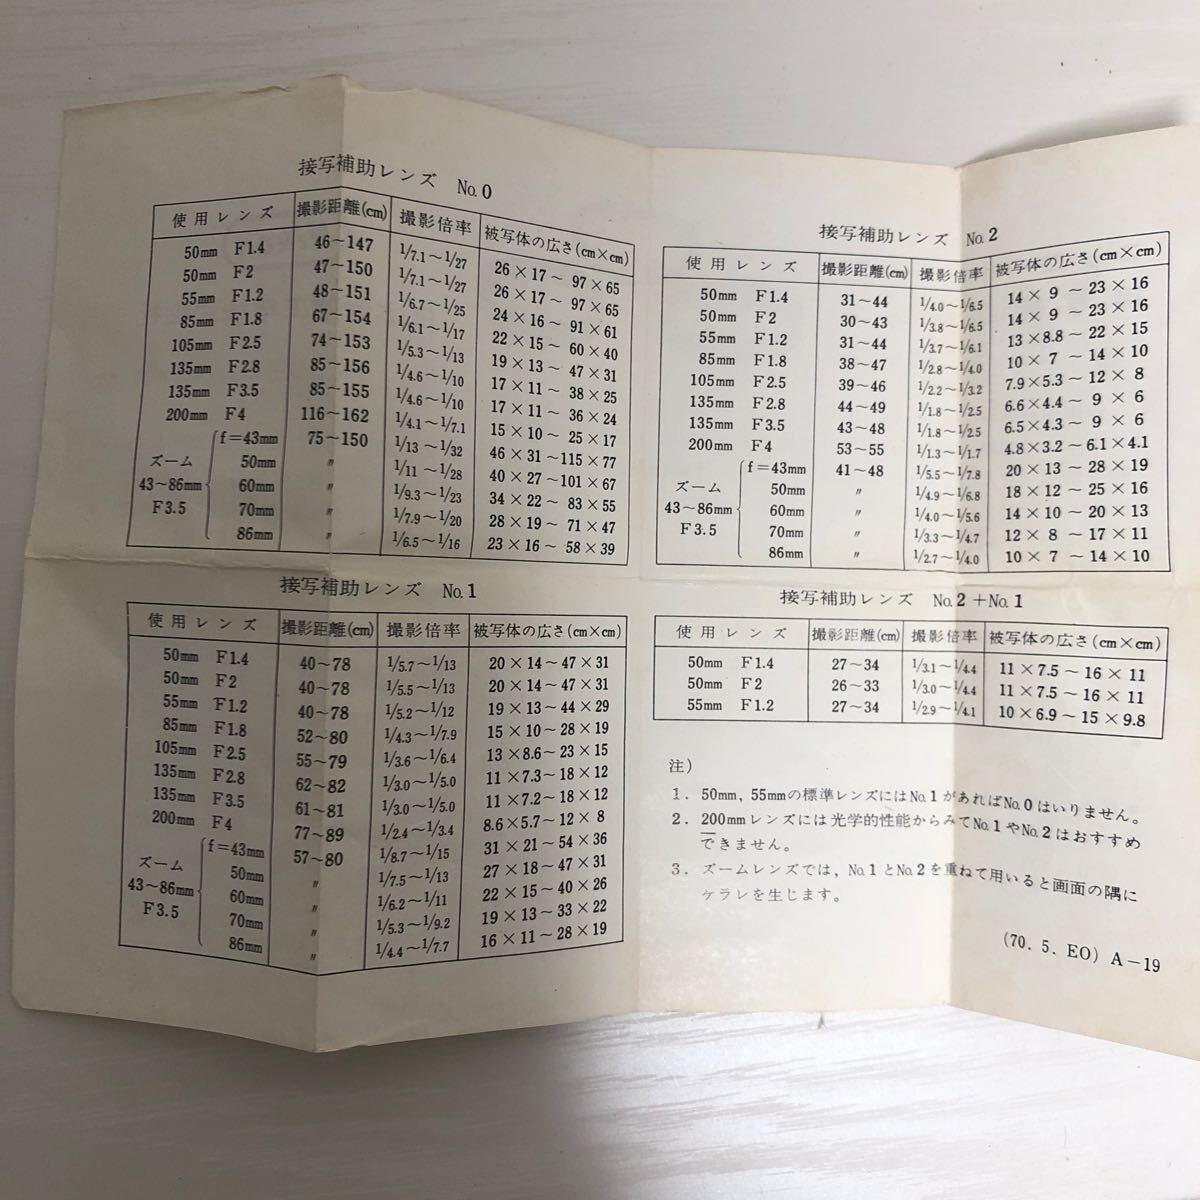 接写補助レンズ No.0
使用レンズ 撮影距離(cm) 撮影倍率 被写体の広さ(cm×cm)
50mm F1.4 46~147 1/7.1~1/27 26×17~97×65
50mm F2 47~150 1/7.1~1/27 26×17~97×65
55mm F1.2 48~151 1/6.7~1/25 24×16~91×61
85mm F1.8 67~154 1/6.1~1/17 22×15~60×40
105mm F2.5 74~153 1/5.3~1/13 19×13~47×31
135mm F2.8 85~156 1/4.6~1/10 17×11~38×25
135mm F3.5 85~155 1/4.6~1/10 17×11~36×24
200mm F4 116~162 1/4.1~1/7.1 15×10~25×17
ズーム 43~86mm F3.5
f=43mm 75~150 1/13~1/32 46×31~115×77
50mm 〃 1/11~1/28 40×27~101×67
60mm 〃 1/9.3~1/23 34×22~83×55
70mm 〃 1/7.9~1/20 28×19~71×47
86mm 〃 1/6.5~1/16 23×16~58×39
接写補助レンズ No.1
使用レンズ 撮影距離(cm) 撮影倍率 被写体の広さ(cm×cm)
50mm F1.4 40~78 1/5.7~1/13 20×14~47×31
50mm F2 40~78 1/5.5~1/13 20×14~47×31
55mm F1.2 40~78 1/5.2~1/12 19×13~44×29
85mm F1.8 52~80 1/4.3~1/7.9 15×10~28×19
105mm F2.5 55~79 1/3.6~1/6.4 13×8.6~23×15
135mm F2.8 62~82 1/3.0~1/5.0 11×7.3~18×12
135mm F3.5 61~81 1/3.0~1/5.0 11×7.2~18×12
200mm F4 77~89 1/2.4~1/3.4 8.6×5.7~12×8
ズーム 43~86mm F3.5
f=43mm 57~80 1/8.7~1/15 31×21~54×36
50mm 〃 1/7.5~1/13 27×18~47×31
60mm 〃 1/6.2~1/11 22×15~40×26
70mm 〃 1/5.3~1/9.2 19×13~33×22
86mm 〃 1/4.4~1/7.7 16×11~28×19
接写補助レンズ No.2
使用レンズ 撮影距離(cm) 撮影倍率 被写体の広さ(cm×cm)
50mm F1.4 31~44 1/4.0~1/6.5 14×9~23×16
50mm F2 30~43 1/3.8~1/6.5 14×9~23×16
55mm F1.2 31~44 1/3.7~1/6.1 13×8.8~22×15
85mm F1.8 38~47 1/2.8~1/4.0 10×7~14×10
105mm F2.5 39~46 1/2.2~1/3.2 7.9×5.3~12×8
135mm F2.8 44~49 1/1.8~1/2.5 6.6×4.4~9×6
135mm F3.5 43~48 1/1.8~1/2.5 6.5×4.3~9×6
200mm F4 53~55 1/1.3~1/1.7 4.8×3.2~6.1×4.1
ズーム 43~86mm F3.5
f=43mm 41~48 1/5.5~1/7.8 20×13~28×19
50mm 〃 1/4.9~1/6.8 18×12~25×16
60mm 〃 1/4.0~1/5.6 14×10~20×13
70mm 〃 1/3.3~1/4.7 12×8~17×11
86mm 〃 1/2.7~1/4.0 10×7~14×10
接写補助レンズ No.2+No.1
使用レンズ 撮影距離(cm) 撮影倍率 被写体の広さ(cm×cm)
50mm F1.4 27~34 1/3.1~1/4.4 11×7.5~16×11
50mm F2 26~33 1/3.0~1/4.4 11×7.5~16×11
55mm F1.2 27~34 1/2.9~1/4.1 10×6.9~15×9.8
注)
1. 50mm, 55mmの標準レンズにはNo.1があればNo.0はいりません。
2. 200mmレンズには光学的性能からみてNo.1やNo.2はおすすめ
できません。
3. ズームレンズでは, No.1とNo.2を重ねて用いると画面の隅に
ケラレを生じます。
(70. 5. EO) A-19